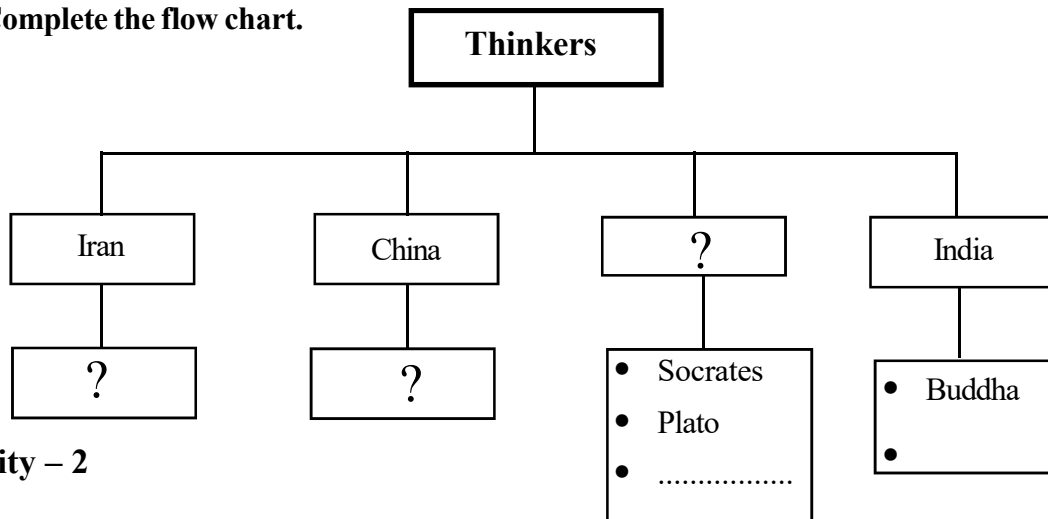 Complete the flow chart.
Thinkers
Iran
China
?
India
?
?
• Socrates
• Plato
• .................
• Buddha
•
ity – 2